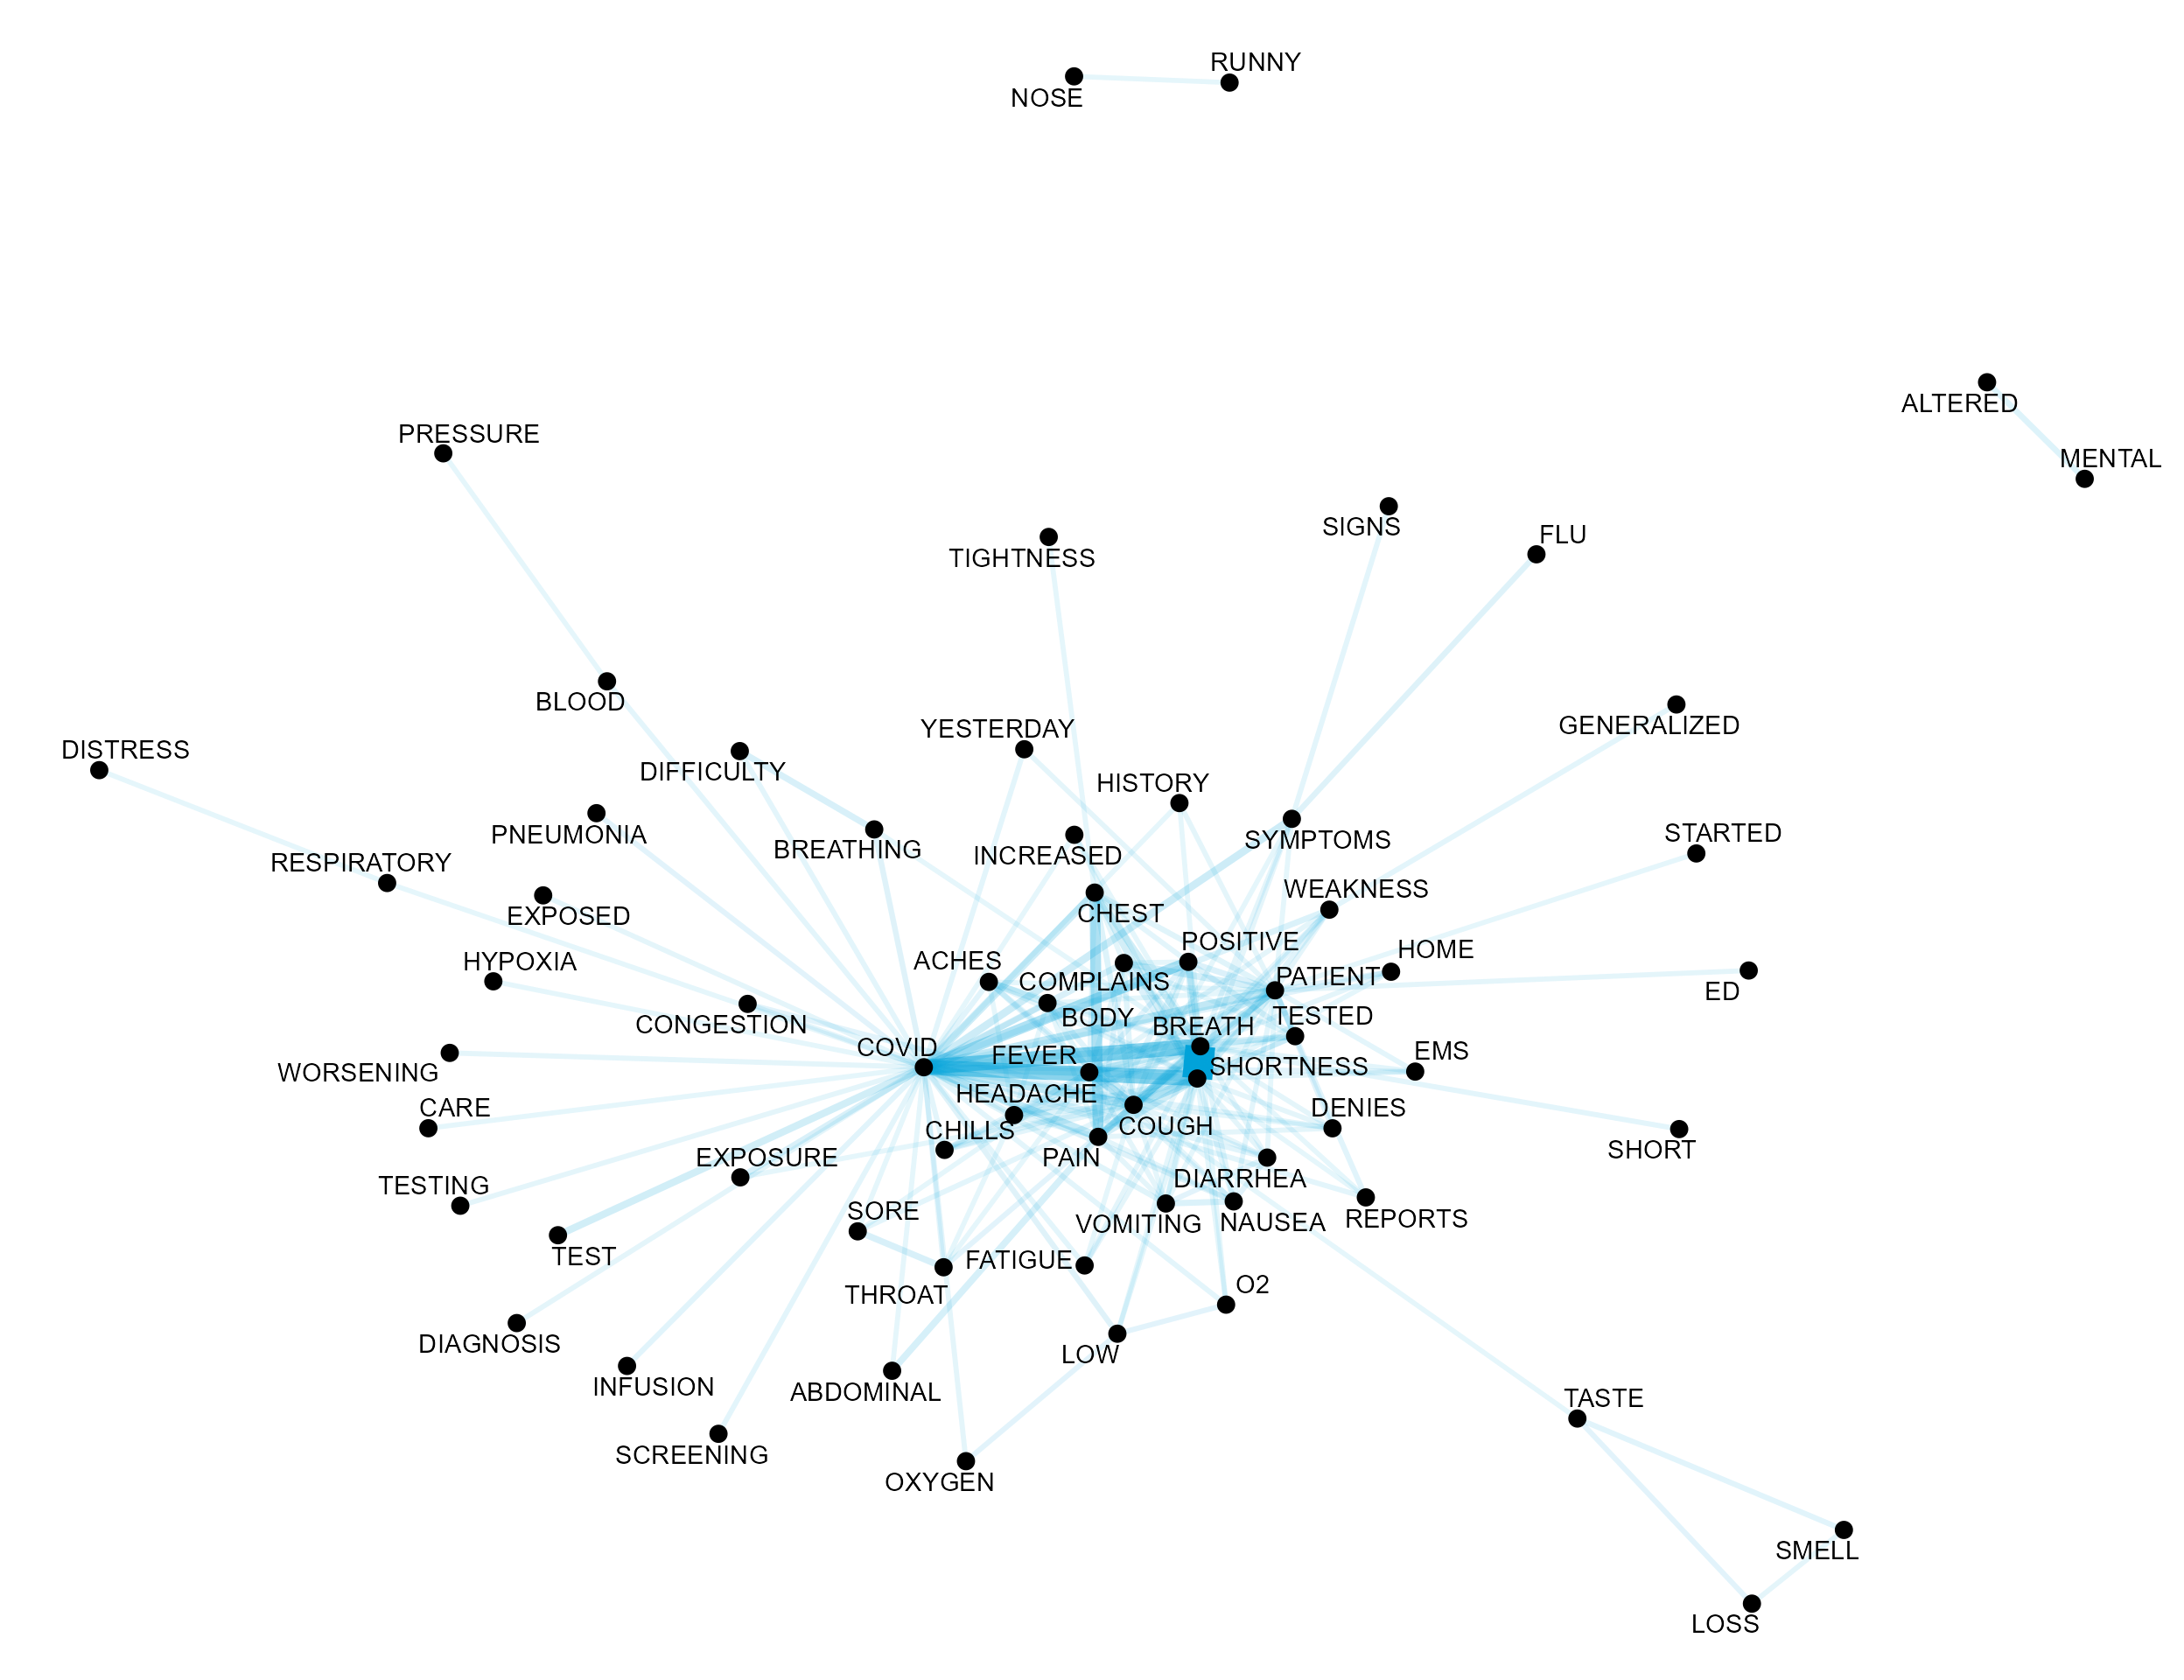 RUNNY
NOSE
ALTERED
PRESSURE
MENTAL
SIGNS
FLU
TIGHTNESS
BLOOD
GENERALIZED
YESTERDAY
DISTRESS
DIFFICULTY
HISTORY
PNEUMONIA
STARTED
SYMPTOMS
BREATHING
INCREASED
RESPIRATORY
WEAKNESS
EXPOSED
CHEST
POSITIVE
HOME
HYPOXIA
ACHES
COMPLAINS
PATIENT
ED
CONGESTION
BODY
TESTED
BREATH
COVID
FEVER
EMS
SHORTNESS
WORSENING
HEADACHE
CARE
DENIES
COUGH
CHILLS
SHORT
EXPOSURE
PAIN
DIARRHEA
TESTING
SORE
VOMITING
NAUSEA
REPORTS
TEST
FATIGUE
O2
THROAT
DIAGNOSIS
LOW
INFUSION
ABDOMINAL
TASTE
SCREENING
OXYGEN
SMELL
LOSS